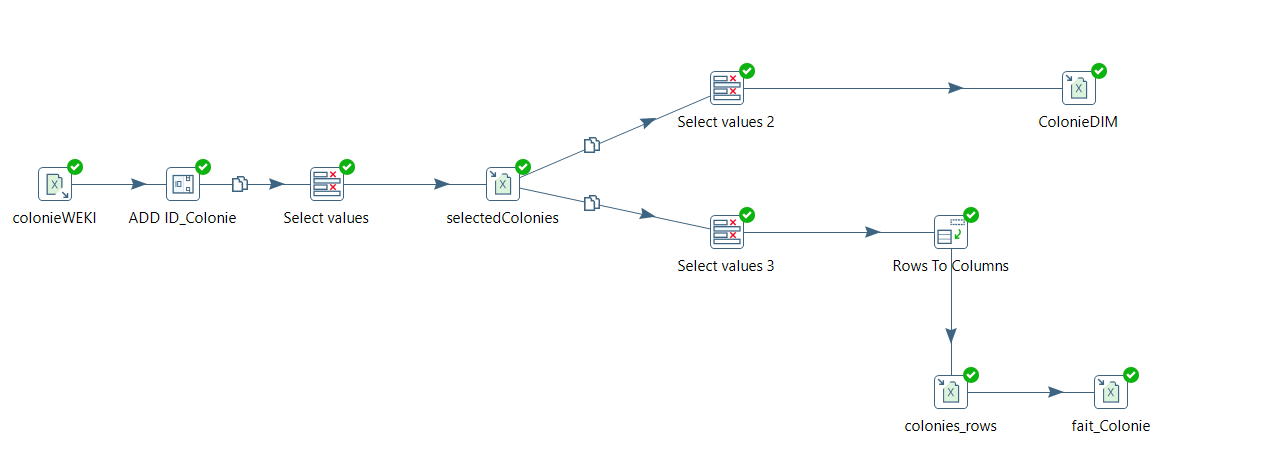 Select values 2
ColonieDIM
colonieWEKI
ADD ID_Colonie
Select values
selectedColonies
Select values 3
Rows To Columns
colonies_rows
fait_Colonie